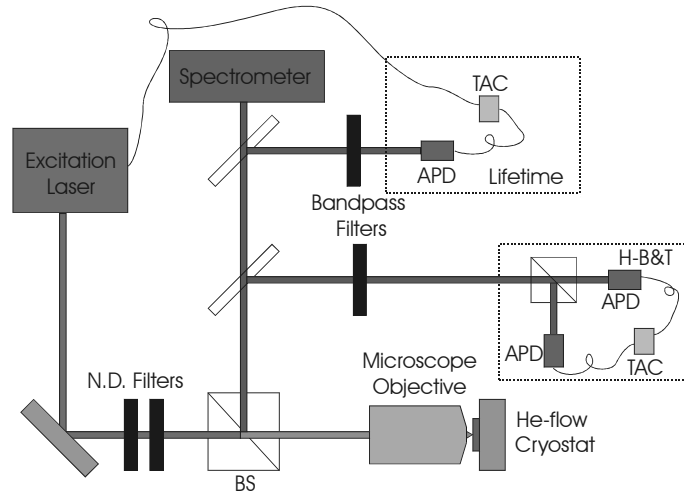 Spectrometer
TAC
Excitation
Laser
APD
Lifetime
Bandpass
Filters
H-B&T
APD
APD
TAC
Microscope
Objective
N.D. Filters
He-flow
Cryostat
BS